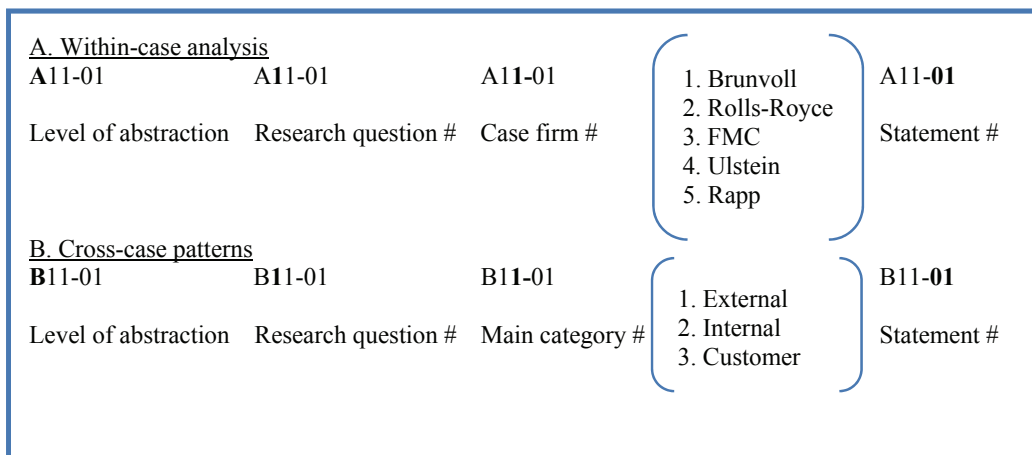 A. Within-case analysis
A11-01 A11-01 A11-01 A11-01
1. Brunvoll
2. Rolls-Royce
3. FMC
4. Ulstein
5. Rapp
Level of abstraction Research question # Case firm # Statement #
B. Cross-case patterns
B11-01 B11-01 B11-01 B11-01
1. External
2. Internal
3. Customer
Level of abstraction Research question # Main category # Statement #